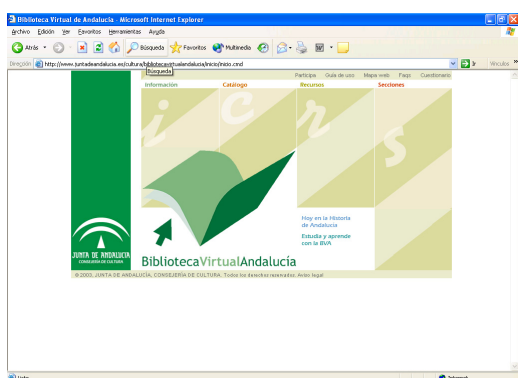 Biblioteca Virtual de Andalucía - Microsoft Internet Explorer
Archivo Edición Ver Favoritos Herramientas Ayuda
Atrás Búsqueda Favoritos Multimedia
Dirección http://www.juntadeandalucia.es/cultura/bibliotecavirtualandalucia/inicio/inicio.cmd Ir Vínculos »
Búsqueda
Participa Guía de uso Mapa web Faqs Cuestionario
Información Catálogo Recursos Secciones
i c r s
Hoy en la Historia
de Andalucía
Estudia y aprende
con la BVA
JUNTA DE ANDALUCIA
CONSEJERÍA DE CULTURA
BibliotecaVirtualAndalucía
© 2003. JUNTA DE ANDALUCÍA. CONSEJERÍA DE CULTURA. Todos los derechos reservados. Aviso legal
Listo Internet